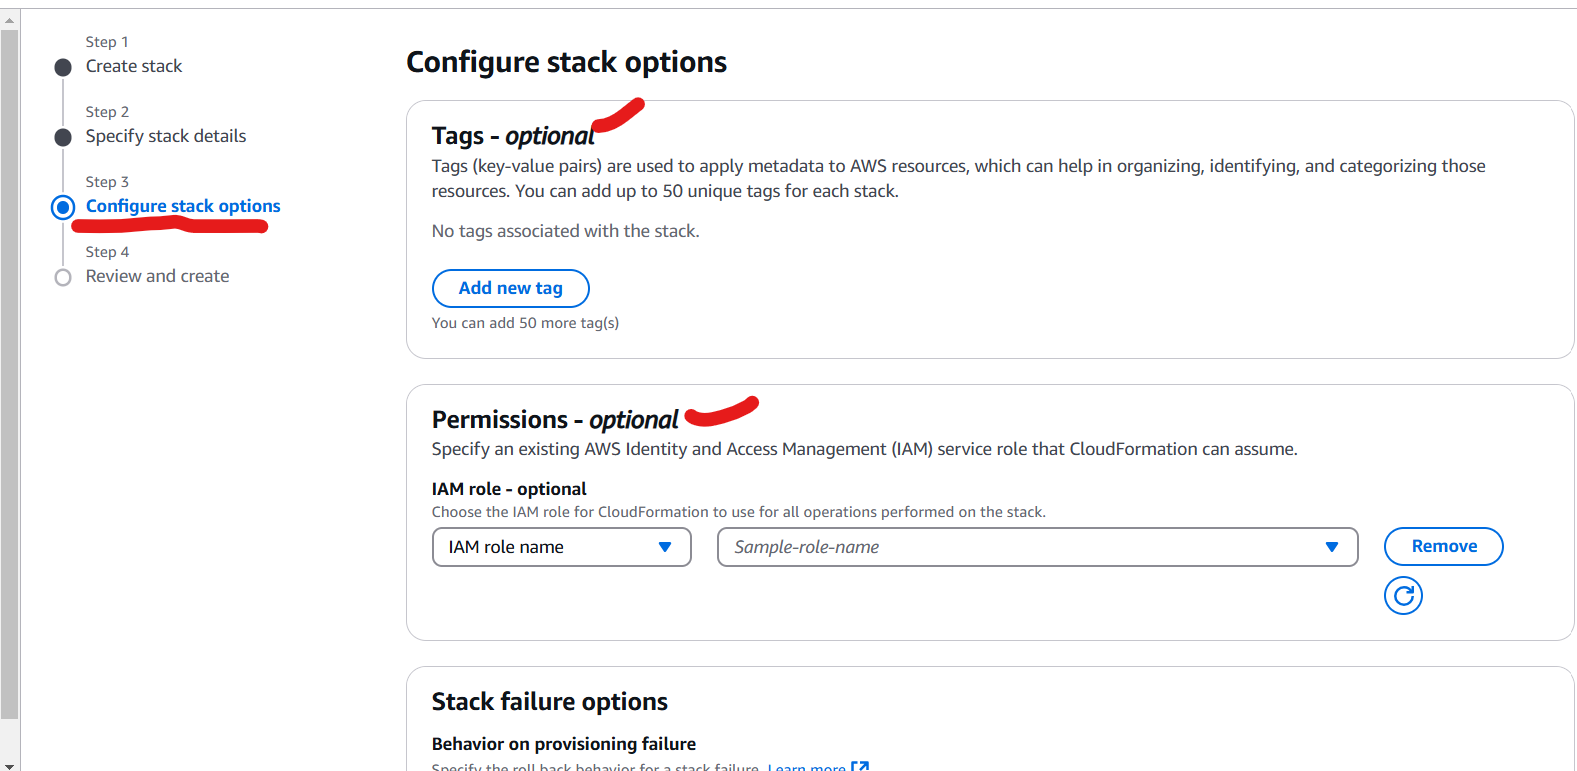 Step 1
Create stack
Step 2
Specify stack details
Step 3
Configure stack options
Step 4
Review and create
Configure stack options
Tags - optional
Tags (key-value pairs) are used to apply metadata to AWS resources, which can help in organizing, identifying, and categorizing those
resources. You can add up to 50 unique tags for each stack.
No tags associated with the stack.
Add new tag
You can add 50 more tag(s)
Permissions - optional
Specify an existing AWS Identity and Access Management (IAM) service role that CloudFormation can assume.
IAM role - optional
Choose the IAM role for CloudFormation to use for all operations performed on the stack.
IAM role name
Sample-role-name
Remove
Stack failure options
Behavior on provisioning failure
Specify the roll back behavior for a stack failure. Learn more